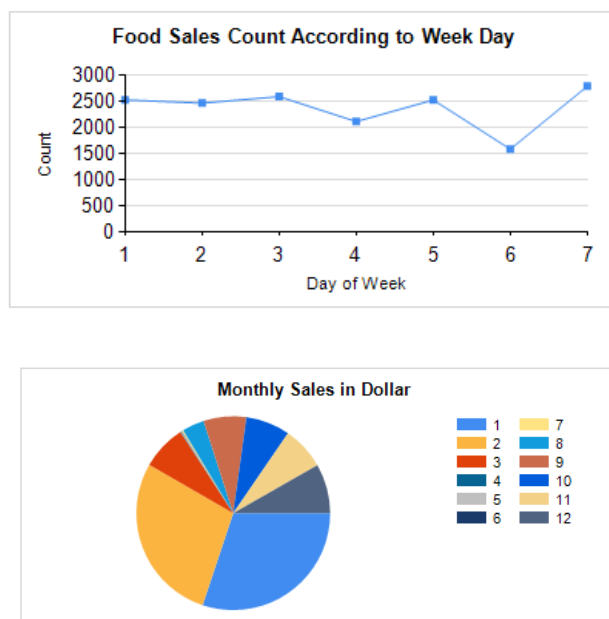 Food Sales Count According to Week Day
3000
2500
2000
1500
1000
500
0
Count
1 2 3 4 5 6 7
Day of Week
Monthly Sales in Dollar
1 7
2 8
3 9
4 10
5 11
6 12